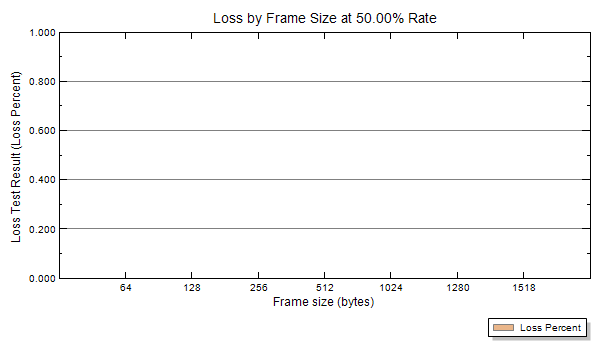 Loss by Frame Size at 50.00% Rate
1.000
0.800
0.600
0.400
0.200
0.000
Loss Test Result (Loss Percent)
64 128 256 512 1024 1280 1518
Frame size (bytes)
Loss Percent